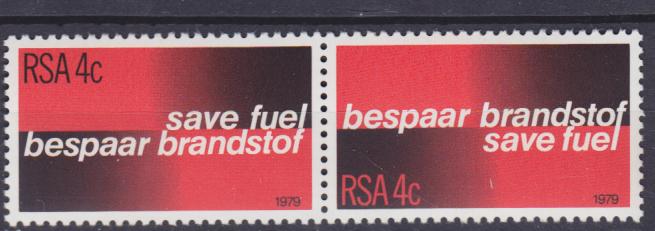 RSA 4c
save fuel
bespaar brandstof
1979
bespaar brandstof
save fuel
RSA 4c
1979